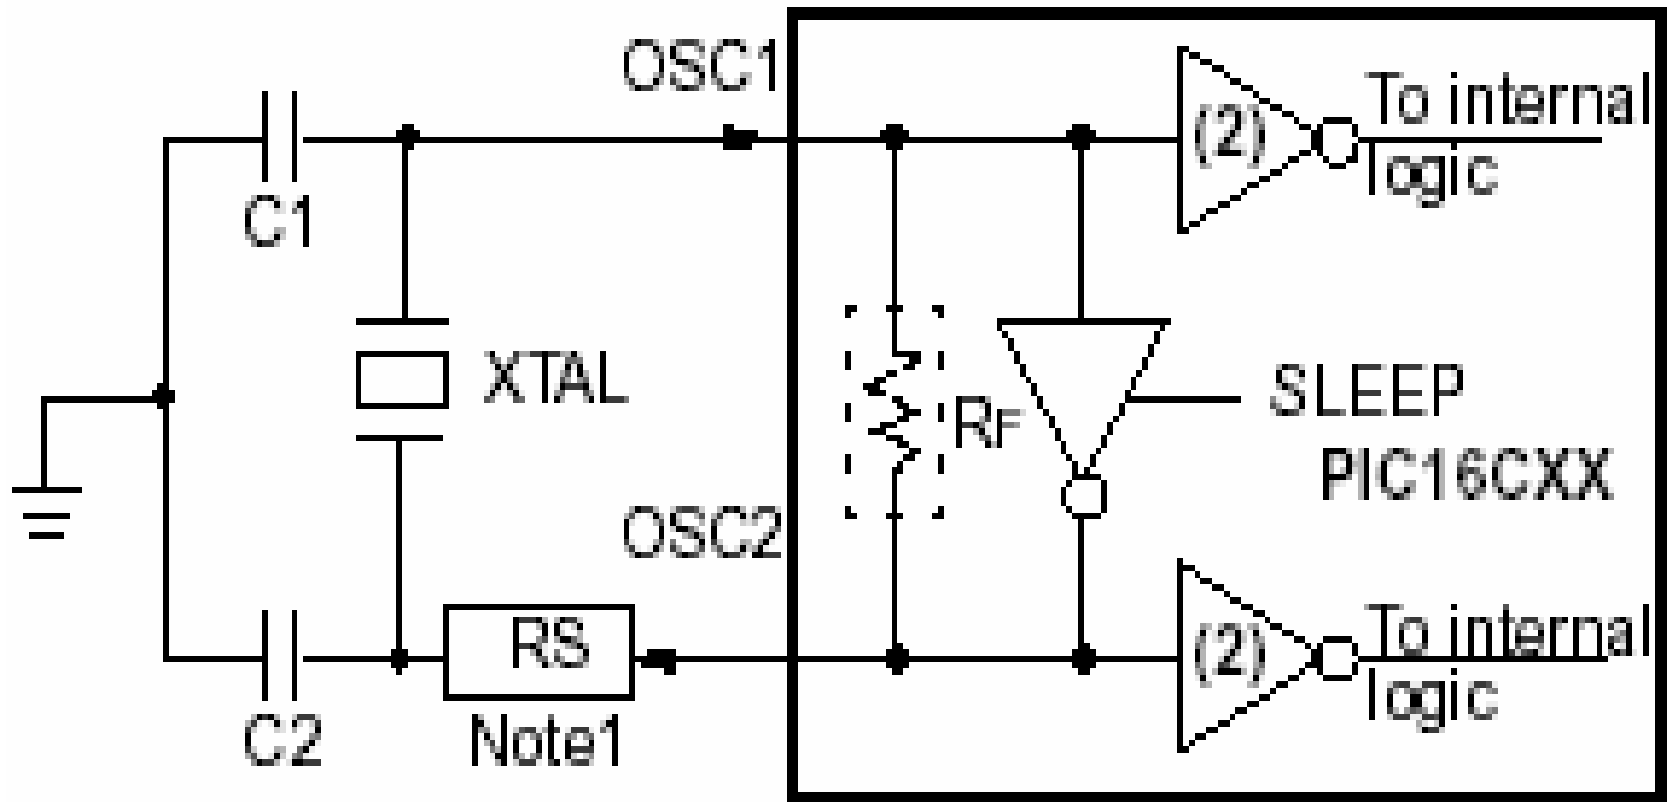 OSC1
(2)
To internal
logic
C1
XTAL
RF
SLEEP
PIC16CXX
OSC2
RS
(2)
To internal
logic
C2
Note1